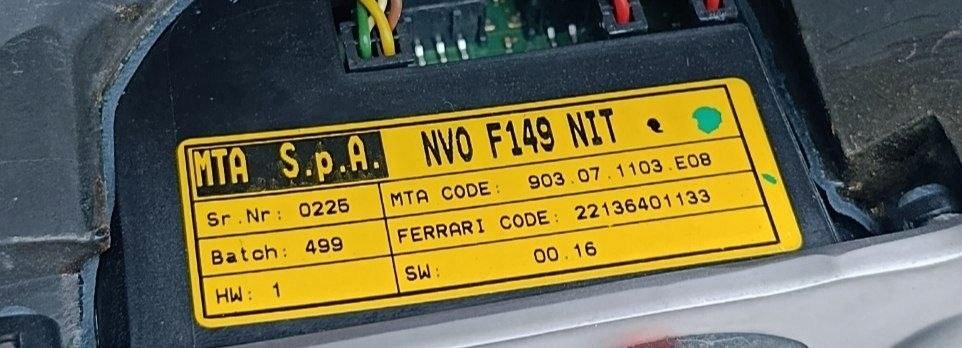 MTA S.p.A. NVO F149 NIT
Sr.Nr: 0225 MTA CODE: 903.07.1103.E08
Batch: 499 FERRARI CODE: 22136401133
HW: 1 SW: 00.16